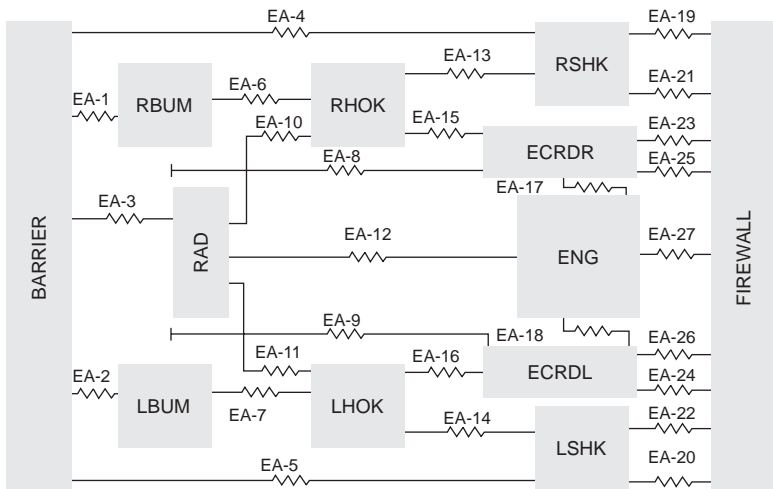 EA-4
EA-19
EA-13
RSHK
EA-21
EA-1
RBUM
EA-6
RHOK
EA-10
EA-15
EA-23
ECRDR
EA-8
EA-25
EA-17
EA-3
BARRIER
RAD
EA-12
ENG
EA-27
FIREWALL
EA-9
EA-18
EA-26
EA-11
EA-16
ECRDL
EA-2
EA-24
LBUM
EA-7
LHOK
EA-14
EA-22
LSHK
EA-5
EA-20